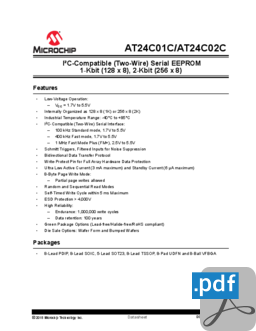 MICROCHIP
AT24C01C/AT24C02C
I²C-Compatible (Two-Wire) Serial EEPROM
1-Kbit (128 x 8), 2-Kbit (256 x 8)
Features
• Low-Voltage Operation:
– VCC = 1.7V to 5.5V
• Internally Organized as 128 x 8 (1K) or 256 x 8 (2K)
• Industrial Temperature Range: -40°C to +85°C
• I²C-Compatible (Two-Wire) Serial Interface:
– 100 kHz Standard mode, 1.7V to 5.5V
– 400 kHz Fast mode, 1.7V to 5.5V
– 1 MHz Fast Mode Plus (FM+), 2.5V to 5.5V
• Schmitt Triggers, Filtered Inputs for Noise Suppression
• Bidirectional Data Transfer Protocol
• Write-Protect Pin for Full Array Hardware Data Protection
• Ultra Low Active Current (3 mA maximum) and Standby Current (6 μA maximum)
• 8-Byte Page Write Mode:
– Partial page writes allowed
• Random and Sequential Read Modes
• Self-Timed Write Cycle within 5 ms Maximum
• ESD Protection > 4,000V
• High Reliability:
– Endurance: 1,000,000 write cycles
– Data retention: 100 years
• Green Package Options (Lead-free/Halide-free/RoHS compliant)
• Die Sale Options: Wafer Form and Bumped Wafers
Packages
• 8-Lead PDIP, 8-Lead SOIC, 5-Lead SOT23, 8-Lead TSSOP, 8-Pad UDFN and 8-Ball VFBGA
.pdf
Microchip Technology Inc.
Datasheet